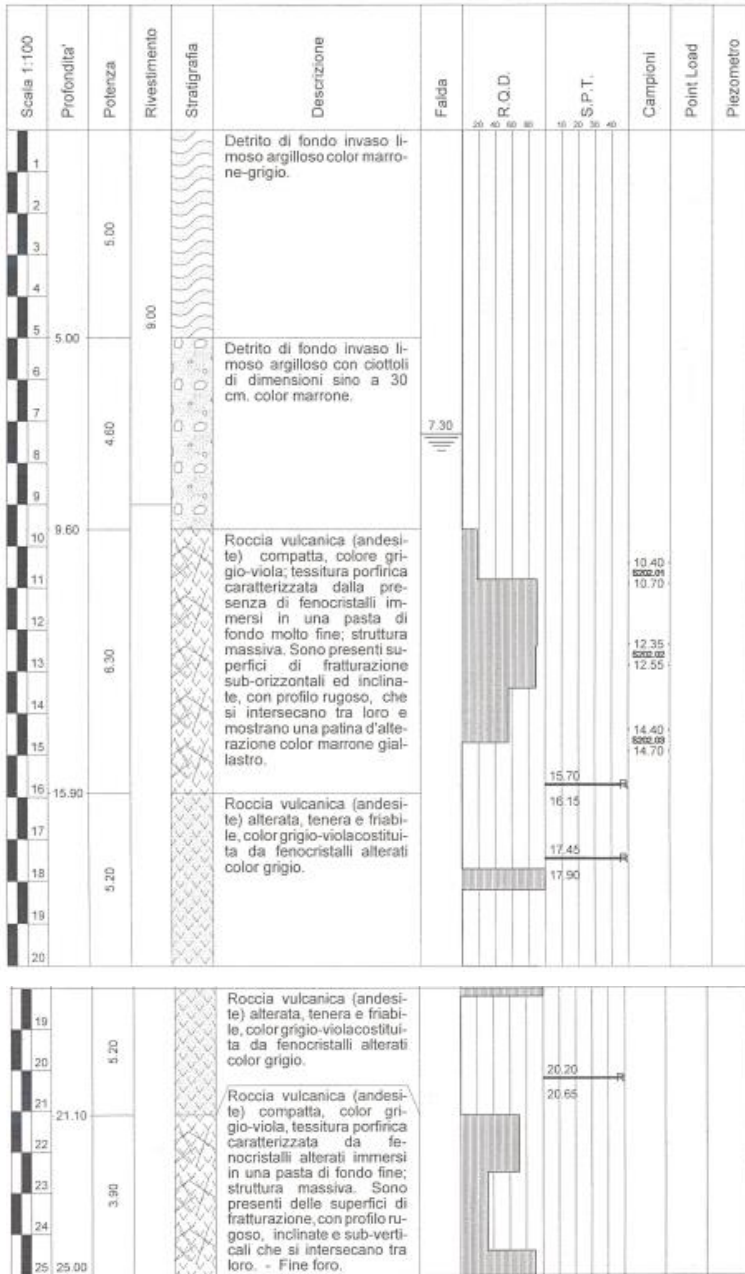 Scala 1:100
Profondita'
Potenza
Rivestimento
Stratigrafia
Descrizione
Falda
R.Q.D.
S.P.T.
Campioni
Point Load
Piezometro
20 40 60 80
20 30 40
1
2
3
4
5
6
7
8
9
10
11
12
13
14
15
16
17
18
19
20
5.00
9.60
15.90
5.00
4.60
6.30
5.20
9.00
Detrito di fondo invaso li-
moso argilloso color marro-
ne-grigio.
Detrito di fondo invaso li-
moso argilloso con ciottoli
di dimensioni sino a 30
cm. color marrone.
7.30
Roccia vulcanica (andesi-
te) compatta, colore gri-
gio-viola; tessitura porfirica
caratterizzata dalla pre-
senza di fenocristalli im-
mersi in una pasta di
fondo molto fine; struttura
massiva. Sono presenti su-
perfici di fratturazione
sub-orizzontali ed inclina-
te, con profilo rugoso, che
si intersecano tra loro e
mostrano una patina d'alte-
razione color marrone gial-
lastro.
Roccia vulcanica (andesi-
te) alterata, tenera e friabi-
le, color grigio-violacostitui-
ta da fenocristalli alterati
color grigio.
15.70
R
16.15
17.45
R
17.90
10.40
S202.01
10.70
12.35
S202.02
12.55
14.40
S202.03
14.70
19
20
21
22
23
24
25
21.10
25.00
5.20
3.90
Roccia vulcanica (andesi-
te) alterata, tenera e friabi-
le, color grigio-violacostitui-
ta da fenocristalli alterati
color grigio.
Roccia vulcanica (andesi-
te) compatta, color gri-
gio-viola, tessitura porfirica
caratterizzata da fe-
nocristalli alterati immersi
in una pasta di fondo fine;
struttura massiva. Sono
presenti delle superfici di
fratturazione, con profilo ru-
goso, inclinate e sub-verti-
cali che si intersecano tra
loro. - Fine foro.
20.20
R
20.65